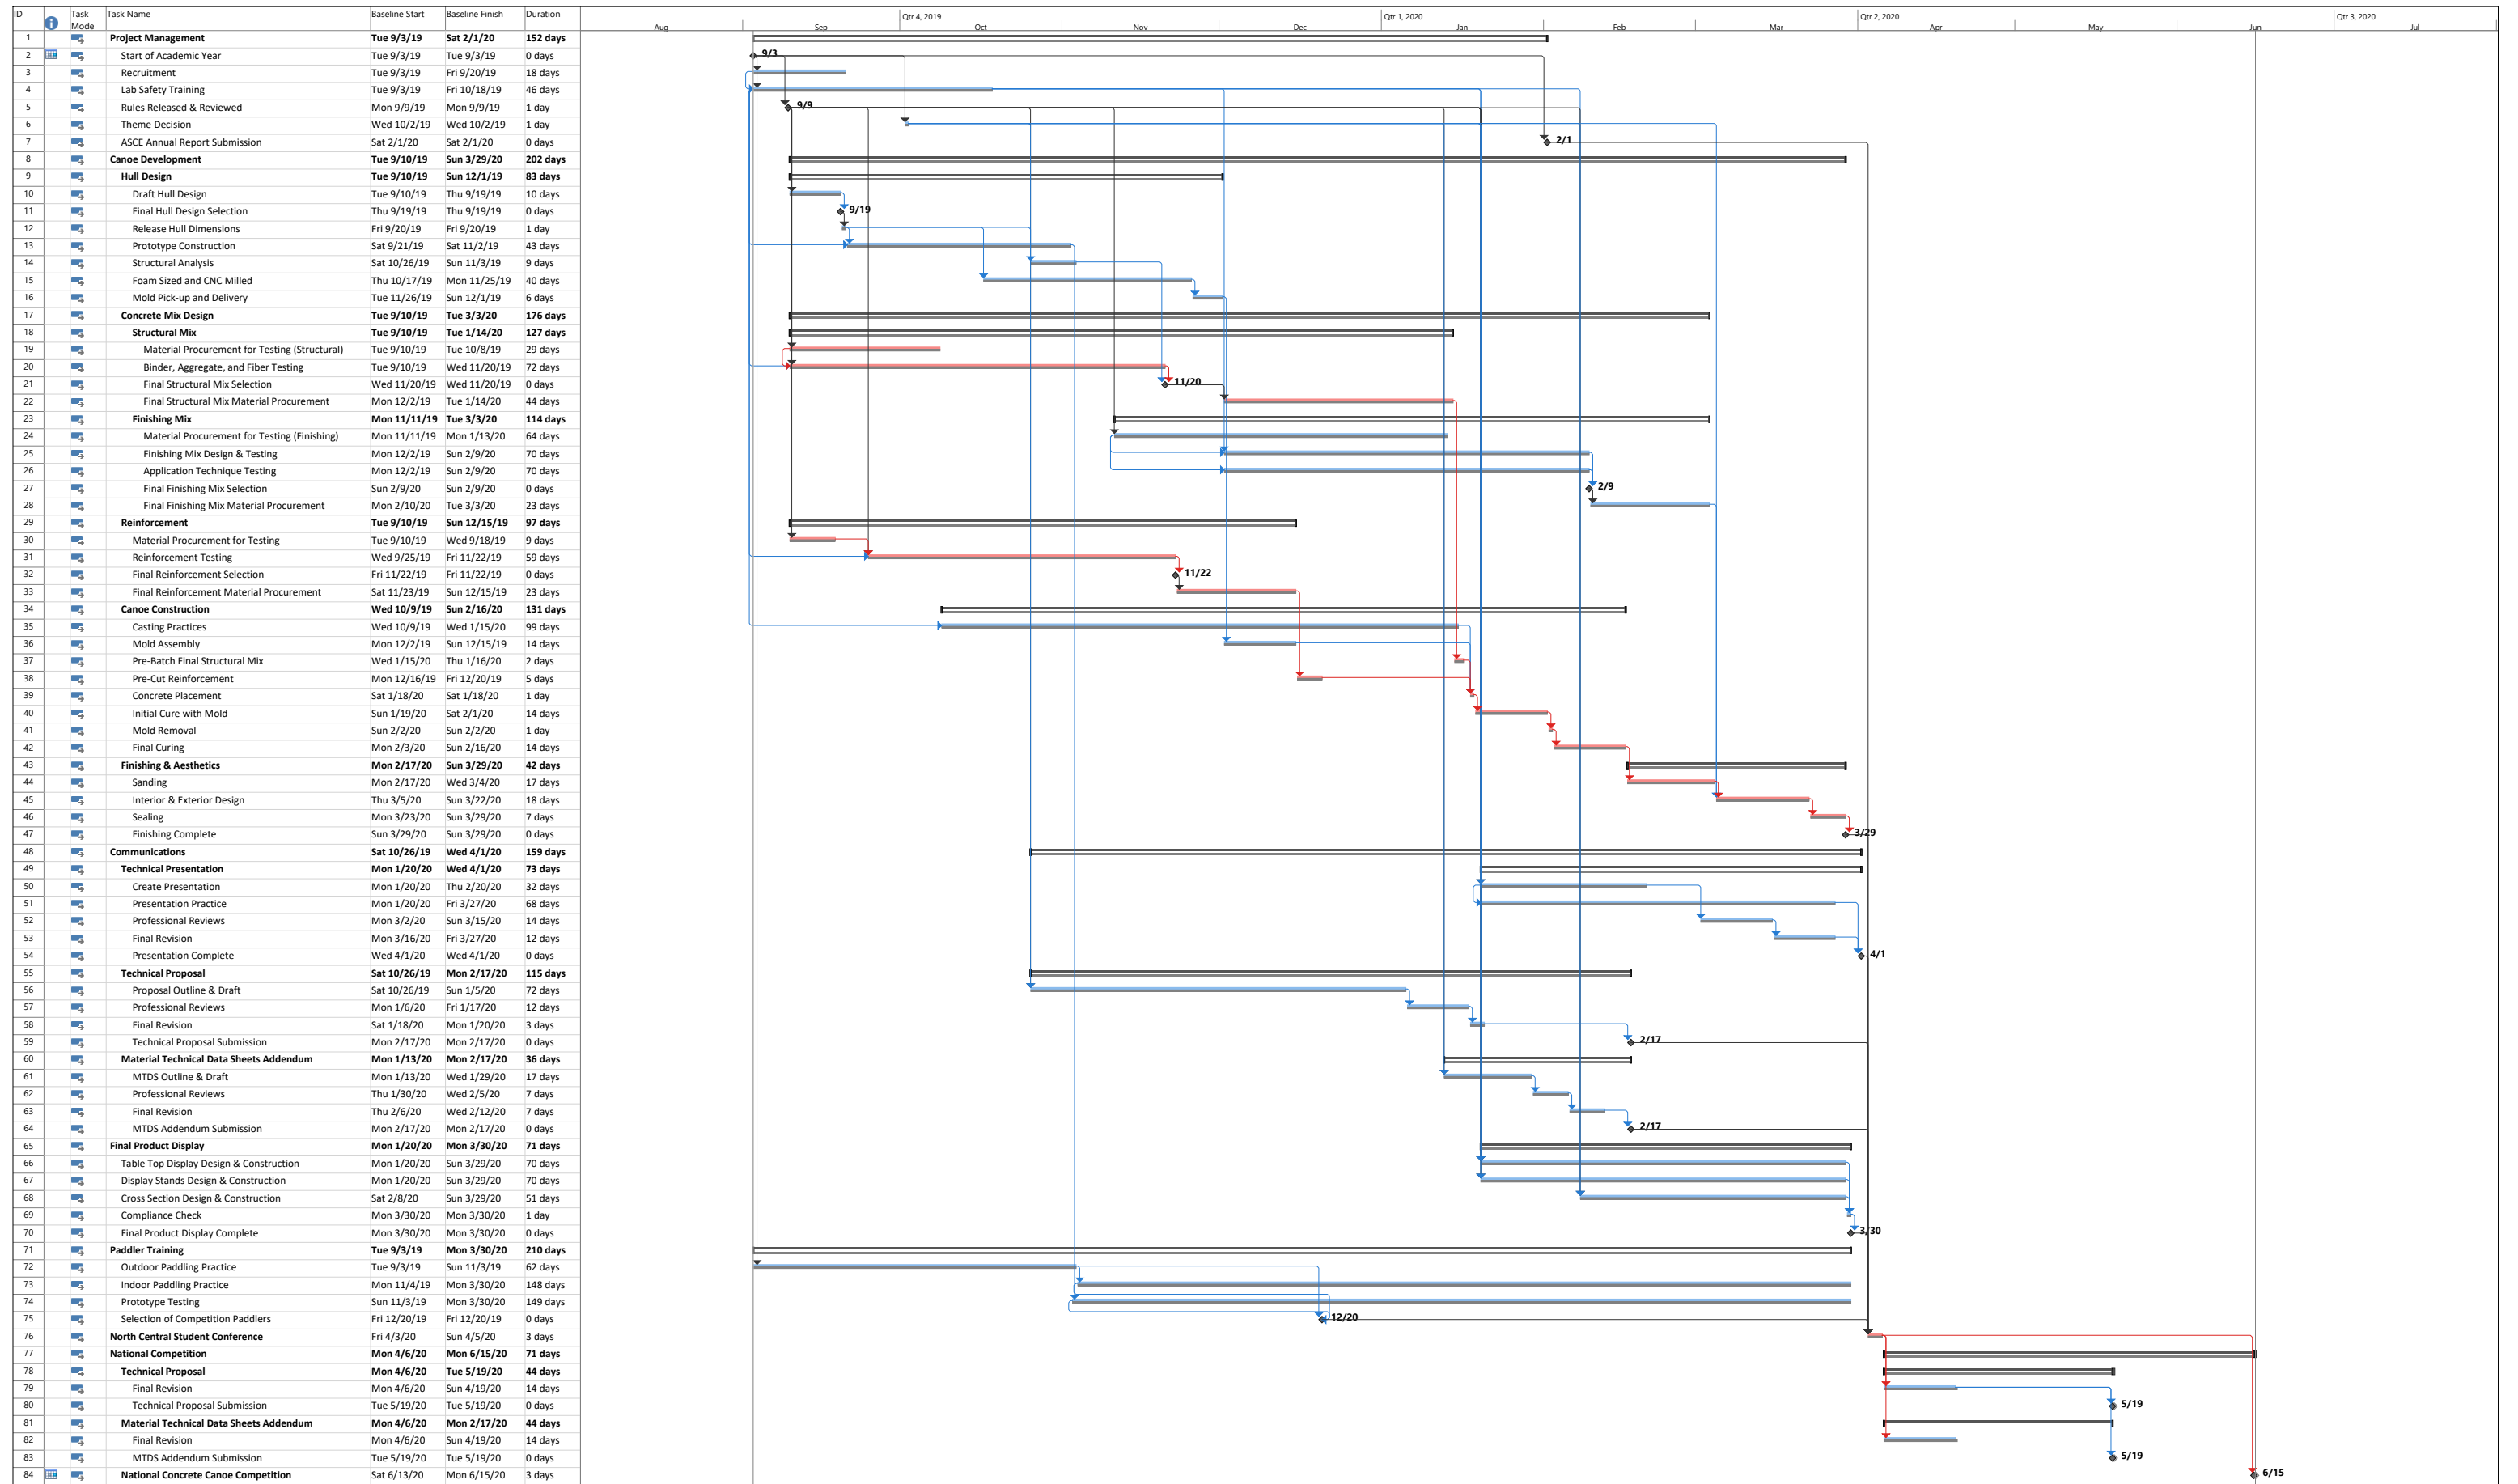 ID Task Mode Task Name Baseline Start Baseline Finish Duration
Qtr 4, 2019 Qtr 1, 2020 Qtr 2, 2020 Qtr 3, 2020
Aug Sep Oct Nov Dec Jan Feb Mar Apr May Jun Jul
1 Project Management Tue 9/3/19 Sat 2/1/20 152 days
2 Start of Academic Year Tue 9/3/19 Tue 9/3/19 0 days 9/3
3 Recruitment Tue 9/3/19 Fri 9/20/19 18 days
4 Lab Safety Training Tue 9/3/19 Fri 10/18/19 46 days
5 Rules Released & Reviewed Mon 9/9/19 Mon 9/9/19 1 day 9/9
6 Theme Decision Wed 10/2/19 Wed 10/2/19 1 day
7 ASCE Annual Report Submission Sat 2/1/20 Sat 2/1/20 0 days 2/1
8 Canoe Development Tue 9/10/19 Sun 3/29/20 202 days
9 Hull Design Tue 9/10/19 Sun 12/1/19 83 days
10 Draft Hull Design Tue 9/10/19 Thu 9/19/19 10 days
11 Final Hull Design Selection Thu 9/19/19 Thu 9/19/19 0 days 9/19
12 Release Hull Dimensions Fri 9/20/19 Fri 9/20/19 1 day
13 Prototype Construction Sat 9/21/19 Sat 11/2/19 43 days
14 Structural Analysis Sat 10/26/19 Sun 11/3/19 9 days
15 Foam Sized and CNC Milled Thu 10/17/19 Mon 11/25/19 40 days
16 Mold Pick-up and Delivery Tue 11/26/19 Sun 12/1/19 6 days
17 Concrete Mix Design Tue 9/10/19 Tue 3/3/20 176 days
18 Structural Mix Tue 9/10/19 Tue 1/14/20 127 days
19 Material Procurement for Testing (Structural) Tue 9/10/19 Tue 10/8/19 29 days
20 Binder, Aggregate, and Fiber Testing Tue 9/10/19 Wed 11/20/19 72 days
21 Final Structural Mix Selection Wed 11/20/19 Wed 11/20/19 0 days 11/20
22 Final Structural Mix Material Procurement Mon 12/2/19 Tue 1/14/20 44 days
23 Finishing Mix Mon 11/11/19 Tue 3/3/20 114 days
24 Material Procurement for Testing (Finishing) Mon 11/11/19 Mon 1/13/20 64 days
25 Finishing Mix Design & Testing Mon 12/2/19 Sun 2/9/20 70 days
26 Application Technique Testing Mon 12/2/19 Sun 2/9/20 70 days
27 Final Finishing Mix Selection Sun 2/9/20 Sun 2/9/20 0 days 2/9
28 Final Finishing Mix Material Procurement Mon 2/10/20 Tue 3/3/20 23 days
29 Reinforcement Tue 9/10/19 Sun 12/15/19 97 days
30 Material Procurement for Testing Tue 9/10/19 Wed 9/18/19 9 days
31 Reinforcement Testing Wed 9/25/19 Fri 11/22/19 59 days
32 Final Reinforcement Selection Fri 11/22/19 Fri 11/22/19 0 days 11/22
33 Final Reinforcement Material Procurement Sat 11/23/19 Sun 12/15/19 23 days
34 Canoe Construction Wed 10/9/19 Sun 2/16/20 131 days
35 Casting Practices Wed 10/9/19 Wed 1/15/20 99 days
36 Mold Assembly Mon 12/2/19 Sun 12/15/19 14 days
37 Pre-Batch Final Structural Mix Wed 1/15/20 Thu 1/16/20 2 days
38 Pre-Cut Reinforcement Mon 12/16/19 Fri 12/20/19 5 days
39 Concrete Placement Sat 1/18/20 Sat 1/18/20 1 day
40 Initial Cure with Mold Sun 1/19/20 Sat 2/1/20 14 days
41 Mold Removal Sun 2/2/20 Sun 2/2/20 1 day
42 Final Curing Mon 2/3/20 Sun 2/16/20 14 days
43 Finishing & Aesthetics Mon 2/17/20 Sun 3/29/20 42 days
44 Sanding Mon 2/17/20 Wed 3/4/20 17 days
45 Interior & Exterior Design Thu 3/5/20 Sun 3/22/20 18 days
46 Sealing Mon 3/23/20 Sun 3/29/20 7 days
47 Finishing Complete Sun 3/29/20 Sun 3/29/20 0 days 3/29
48 Communications Sat 10/26/19 Wed 4/1/20 159 days
49 Technical Presentation Mon 1/20/20 Wed 4/1/20 73 days
50 Create Presentation Mon 1/20/20 Thu 2/20/20 32 days
51 Presentation Practice Mon 1/20/20 Fri 3/27/20 68 days
52 Professional Reviews Mon 3/2/20 Sun 3/15/20 14 days
53 Final Revision Mon 3/16/20 Fri 3/27/20 12 days
54 Presentation Complete Wed 4/1/20 Wed 4/1/20 0 days 4/1
55 Technical Proposal Sat 10/26/19 Mon 2/17/20 115 days
56 Proposal Outline & Draft Sat 10/26/19 Sun 1/5/20 72 days
57 Professional Reviews Mon 1/6/20 Fri 1/17/20 12 days
58 Final Revision Sat 1/18/20 Mon 1/20/20 3 days
59 Technical Proposal Submission Mon 2/17/20 Mon 2/17/20 0 days 2/17
60 Material Technical Data Sheets Addendum Mon 1/13/20 Mon 2/17/20 36 days
61 MTDS Outline & Draft Mon 1/13/20 Wed 1/29/20 17 days
62 Professional Reviews Thu 1/30/20 Wed 2/5/20 7 days
63 Final Revision Thu 2/6/20 Wed 2/12/20 7 days
64 MTDS Addendum Submission Mon 2/17/20 Mon 2/17/20 0 days 2/17
65 Final Product Display Mon 1/20/20 Mon 3/30/20 71 days
66 Table Top Display Design & Construction Mon 1/20/20 Sun 3/29/20 70 days
67 Display Stands Design & Construction Mon 1/20/20 Sun 3/29/20 70 days
68 Cross Section Design & Construction Sat 2/8/20 Sun 3/29/20 51 days
69 Compliance Check Mon 3/30/20 Mon 3/30/20 1 day
70 Final Product Display Complete Mon 3/30/20 Mon 3/30/20 0 days 3/30
71 Paddler Training Tue 9/3/19 Mon 3/30/20 210 days
72 Outdoor Paddling Practice Tue 9/3/19 Sun 11/3/19 62 days
73 Indoor Paddling Practice Mon 11/4/19 Mon 3/30/20 148 days
74 Prototype Testing Sun 11/3/19 Mon 3/30/20 149 days
75 Selection of Competition Paddlers Fri 12/20/19 Fri 12/20/19 0 days 12/20
76 North Central Student Conference Fri 4/3/20 Sun 4/5/20 3 days
77 National Competition Mon 4/6/20 Mon 6/15/20 71 days
78 Technical Proposal Mon 4/6/20 Tue 5/19/20 44 days
79 Final Revision Mon 4/6/20 Sun 4/19/20 14 days
80 Technical Proposal Submission Tue 5/19/20 Tue 5/19/20 0 days 5/19
81 Material Technical Data Sheets Addendum Mon 4/6/20 Mon 2/17/20 44 days
82 Final Revision Mon 4/6/20 Sun 4/19/20 14 days
83 MTDS Addendum Submission Tue 5/19/20 Tue 5/19/20 0 days 5/19
84 National Concrete Canoe Competition Sat 6/13/20 Mon 6/15/20 3 days 6/15